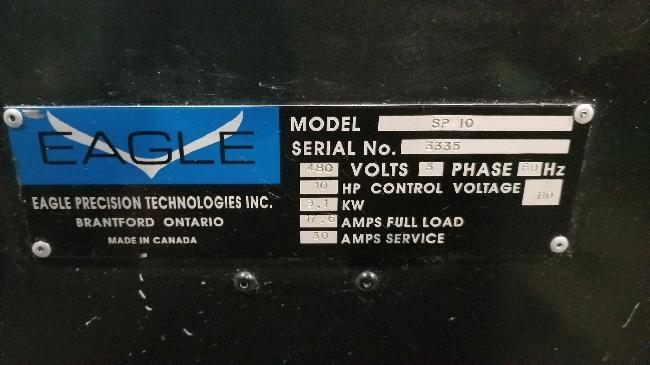 EAGLE
EAGLE PRECISION TECHNOLOGIES INC.
BRANTFORD ONTARIO
MADE IN CANADA
MODEL SP 10
SERIAL No. 3335
480 VOLTS 3 PHASE 60 Hz
10 HP CONTROL VOLTAGE 110
9.1 KW
17.6 AMPS FULL LOAD
30 AMPS SERVICE